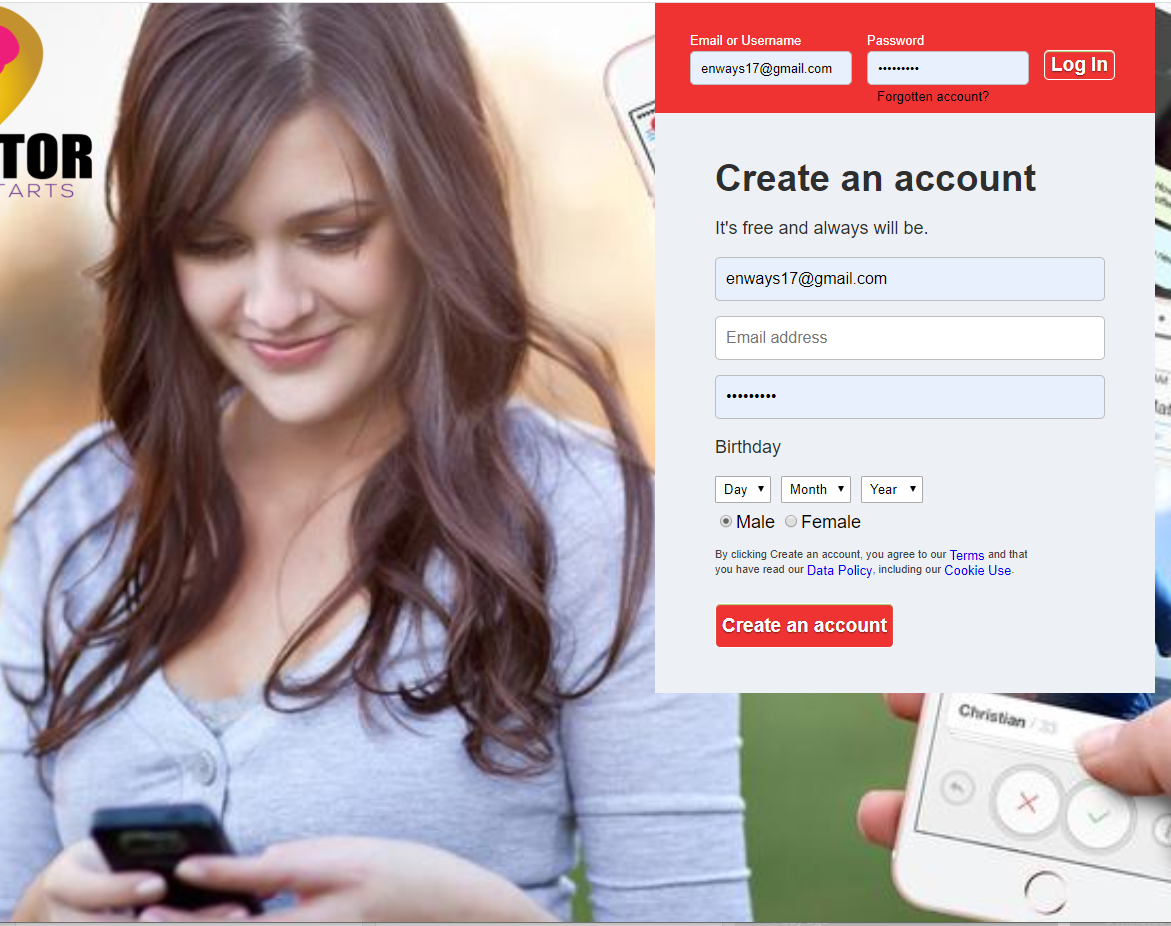 TOR
TARTS
Email or Username
Password
enways17@gmail.com
•••••••••
Log In
Forgotten account?
Create an account
It's free and always will be.
enways17@gmail.com
Email address
•••••••••
Birthday
Day
Month
Year
Male
Female
By clicking Create an account, you agree to our Terms and that
you have read our Data Policy, including our Cookie Use.
Create an account
Christian / 33